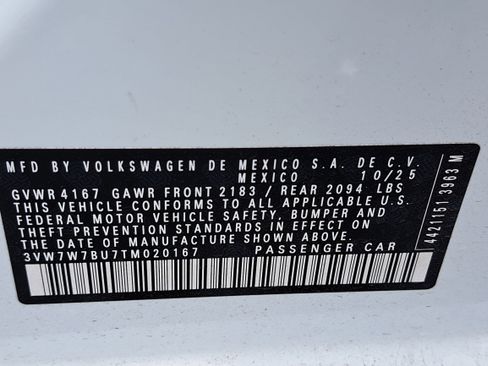 MFD BY VOLKSWAGEN DE MEXICO S.A. DE C.V.
MEXICO 10/25
GVWR 4167 GAWR FRONT 2183 / REAR 2094 LBS
THIS VEHICLE CONFORMS TO ALL APPLICABLE U.S.
FEDERAL MOTOR VEHICLE SAFETY, BUMPER AND
THEFT PREVENTION STANDARDS IN EFFECT ON
THE DATE OF MANUFACTURE SHOWN ABOVE.
3VW7W7BU7TM020167 PASSENGER CAR
4421151 3963 M